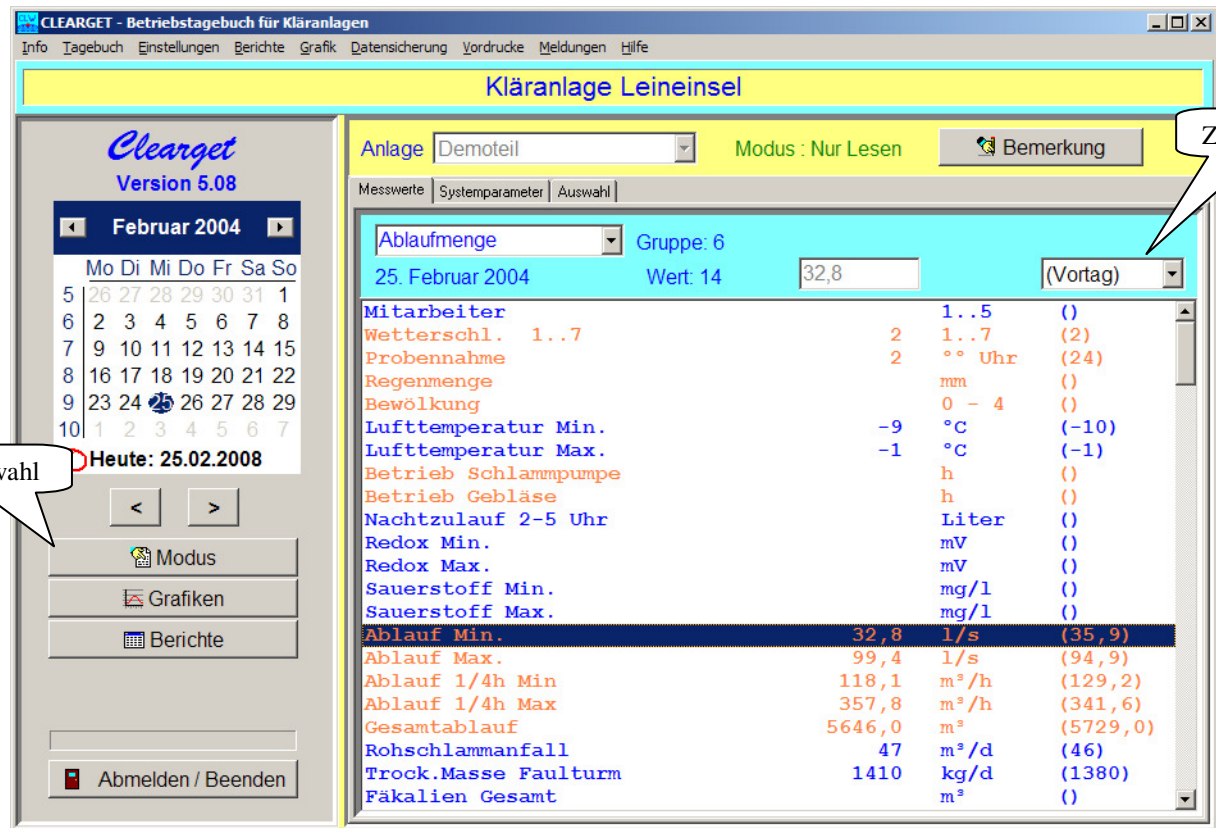 CLEARGET - Betriebstagebuch für Kläranlagen
Info Tagebuch Einstellungen Berichte Grafik Datensicherung Vordrucke Meldungen Hilfe
Kläranlage Leineinsel
Clearget
Version 5.08
Februar 2004
Mo Di Mi Do Fr Sa So
5 26 27 28 29 30 31 1
6 2 3 4 5 6 7 8
7 9 10 11 12 13 14 15
8 16 17 18 19 20 21 22
9 23 24 25 26 27 28 29
10 1 2 3 4 5 6 7
Heute: 25.02.2008
wahl
< >
Modus
Grafiken
Berichte
Abmelden / Beenden
Anlage Demoteil Modus : Nur Lesen Bemerkung
Z
Messwerte Systemparameter Auswahl
Ablaufmenge Gruppe: 6
25. Februar 2004 Wert: 14 32,8 (Vortag)
Mitarbeiter 1..5 ()
Wetterschl. 1..7 2 1..7 (2)
Probennahme 2 °° Uhr (24)
Regenmenge mm ()
Bewölkung 0 - 4 ()
Lufttemperatur Min. -9 °C (-10)
Lufttemperatur Max. -1 °C (-1)
Betrieb Schlammpumpe h ()
Betrieb Gebläse h ()
Nachtzulauf 2-5 Uhr Liter ()
Redox Min. mV ()
Redox Max. mV ()
Sauerstoff Min. mg/l ()
Sauerstoff Max. mg/l ()
Ablauf Min. 32,8 l/s (35,9)
Ablauf Max. 99,4 l/s (94,9)
Ablauf 1/4h Min 118,1 m³/h (129,2)
Ablauf 1/4h Max 357,8 m³/h (341,6)
Gesamtablauf 5646,0 m³ (5729,0)
Rohschlammanfall 47 m³/d (46)
Trock.Masse Faulturm 1410 kg/d (1380)
Fäkalien Gesamt m³ ()